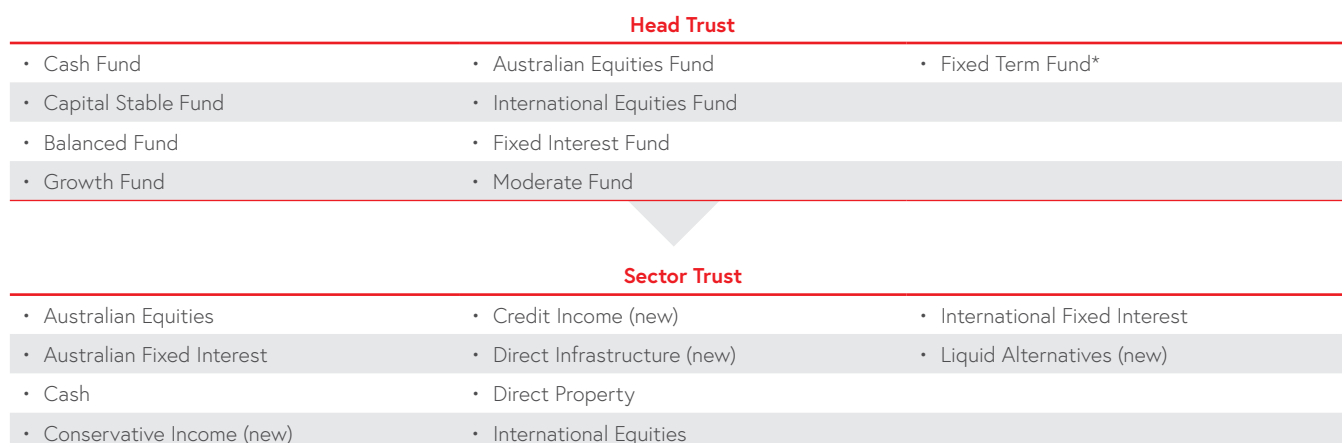 Head Trust
• Cash Fund • Australian Equities Fund • Fixed Term Fund*
• Capital Stable Fund • International Equities Fund
• Balanced Fund • Fixed Interest Fund
• Growth Fund • Moderate Fund
Sector Trust
• Australian Equities • Credit Income (new) • International Fixed Interest
• Australian Fixed Interest • Direct Infrastructure (new) • Liquid Alternatives (new)
• Cash • Direct Property
• Conservative Income (new) • International Equities